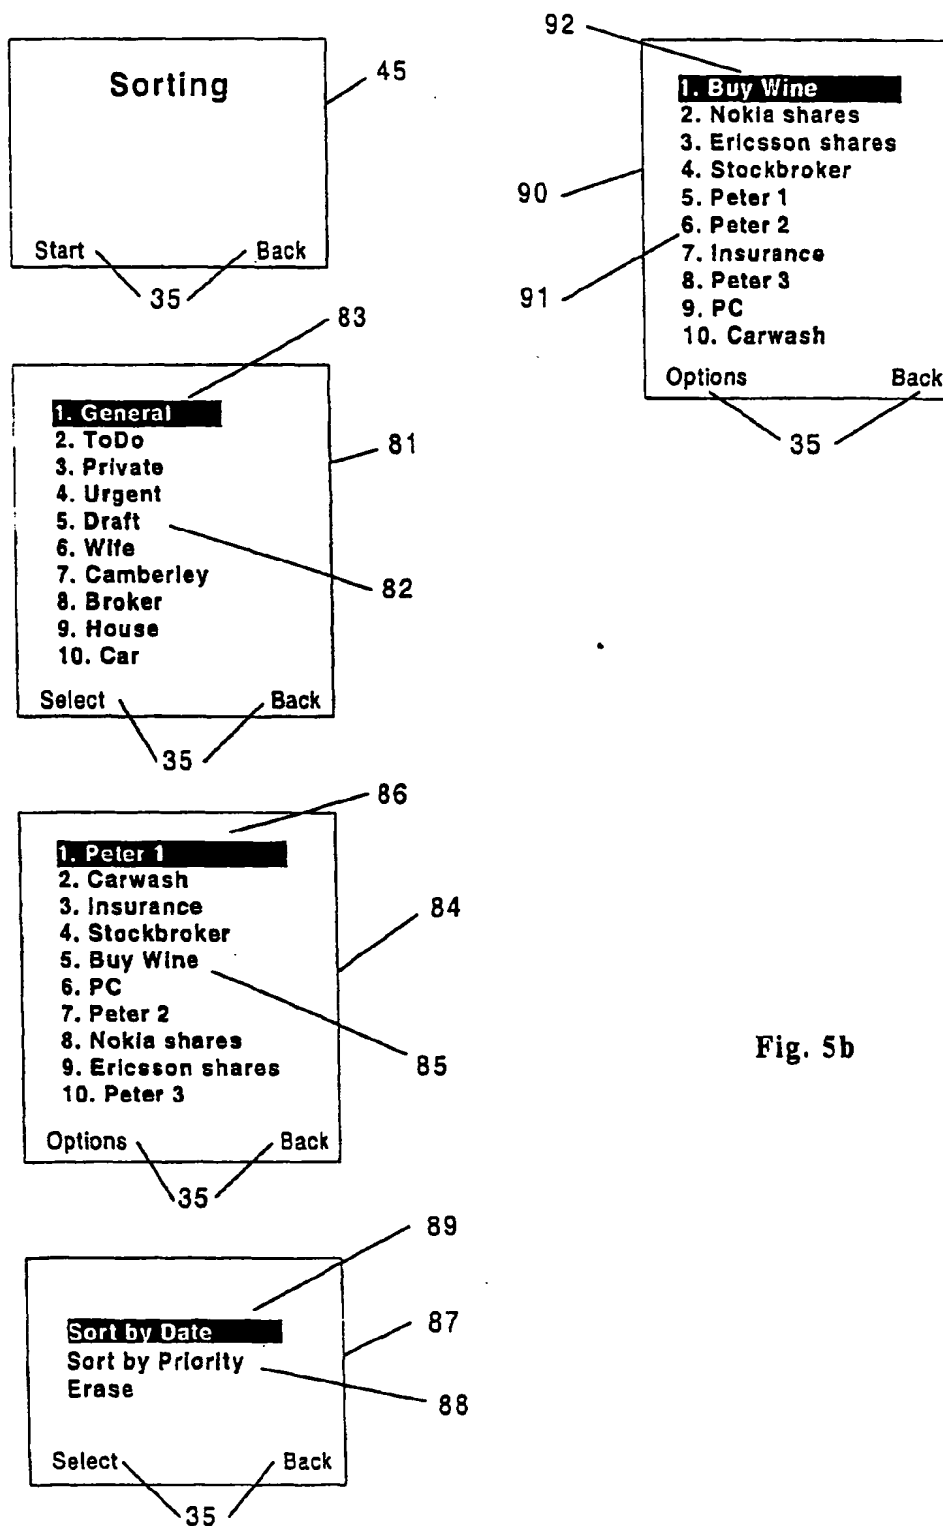 Sorting
45
Start Back
35
83
1. General
2. ToDo
3. Private
4. Urgent
5. Draft
6. Wife
7. Camberley
8. Broker
9. House
10. Car
81
82
Select Back
35
86
1. Peter 1
2. Carwash
3. Insurance
4. Stockbroker
5. Buy Wine
6. PC
7. Peter 2
8. Nokia shares
9. Ericsson shares
10. Peter 3
84
85
Options Back
35
89
Sort by Date
Sort by Priority
Erase
87
88
Select Back
35
92
1. Buy Wine
2. Nokia shares
3. Ericsson shares
4. Stockbroker
5. Peter 1
6. Peter 2
7. Insurance
8. Peter 3
9. PC
10. Carwash
90
91
Options Back
35
Fig. 5b